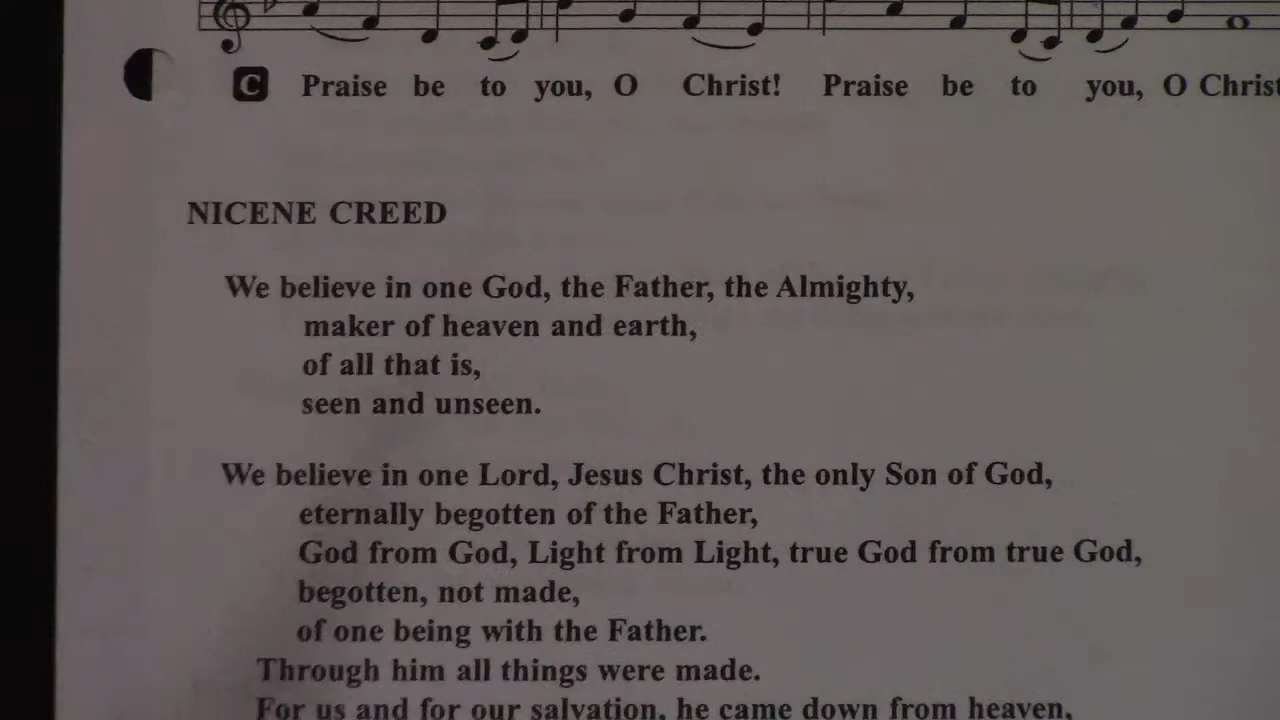 C Praise be to you, O Christ! Praise be to you, O Christ
NICENE CREED
We believe in one God, the Father, the Almighty,
maker of heaven and earth,
of all that is,
seen and unseen.
We believe in one Lord, Jesus Christ, the only Son of God,
eternally begotten of the Father,
God from God, Light from Light, true God from true God,
begotten, not made,
of one being with the Father.
Through him all things were made.
For us and for our salvation, he came down from heaven,